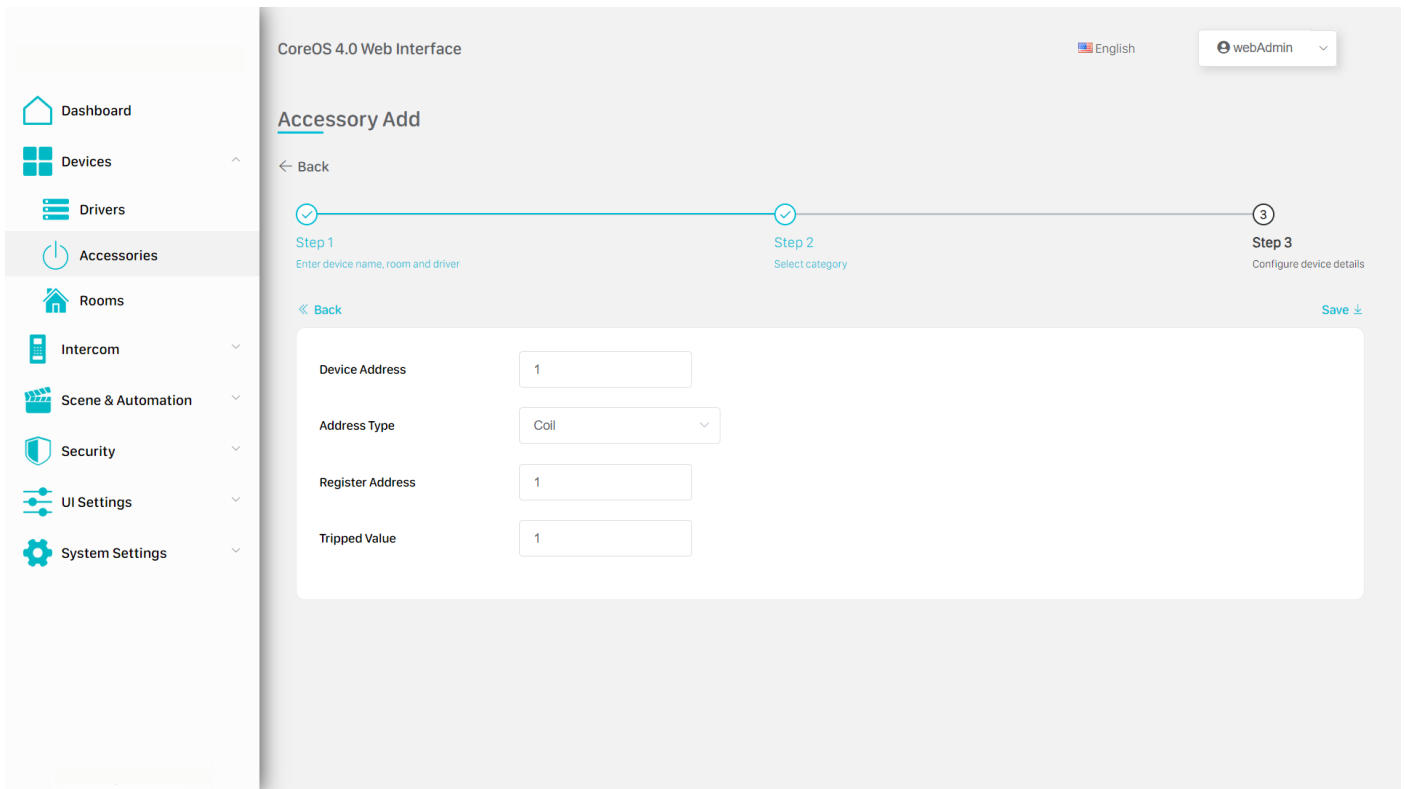 CoreOS 4.0 Web Interface
English
webAdmin
Dashboard
Devices
Drivers
Accessories
Rooms
Intercom
Scene & Automation
Security
UI Settings
System Settings
Accessory Add
Back
Step 1
Enter device name, room and driver
Step 2
Select category
3
Step 3
Configure device details
Back
Save
Device Address
1
Address Type
Coil
Register Address
1
Tripped Value
1